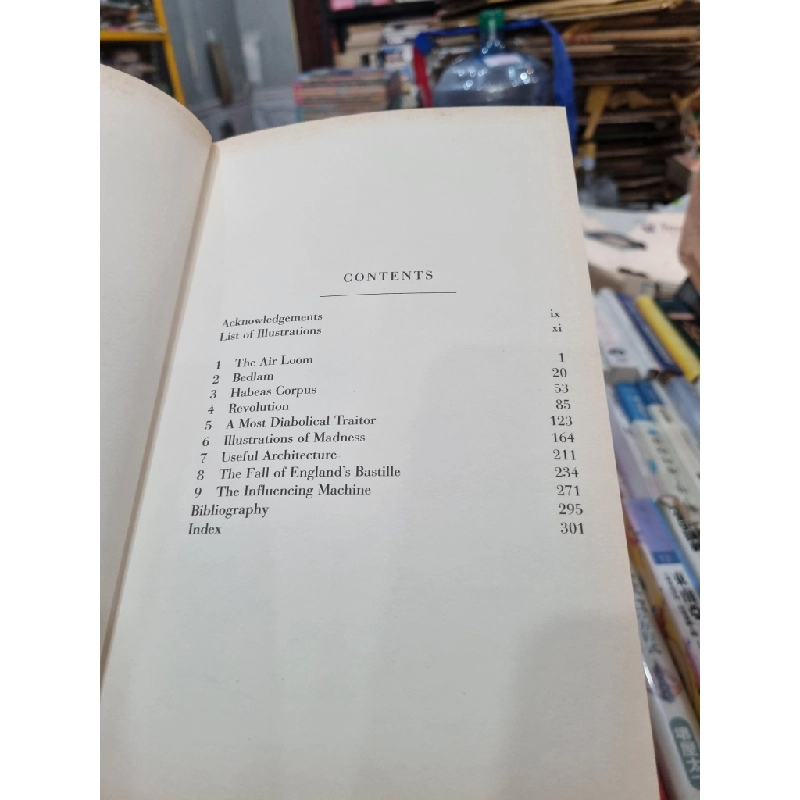 CONTENTS
Acknowledgements ix
List of Illustrations xi
1 The Air Loom 1
2 Bedlam 20
3 Habeas Corpus 53
4 Revolution 85
5 A Most Diabolical Traitor 123
6 Illustrations of Madness 164
7 Useful Architecture 211
8 The Fall of England's Bastille 234
9 The Influencing Machine 271
Bibliography 295
Index 301